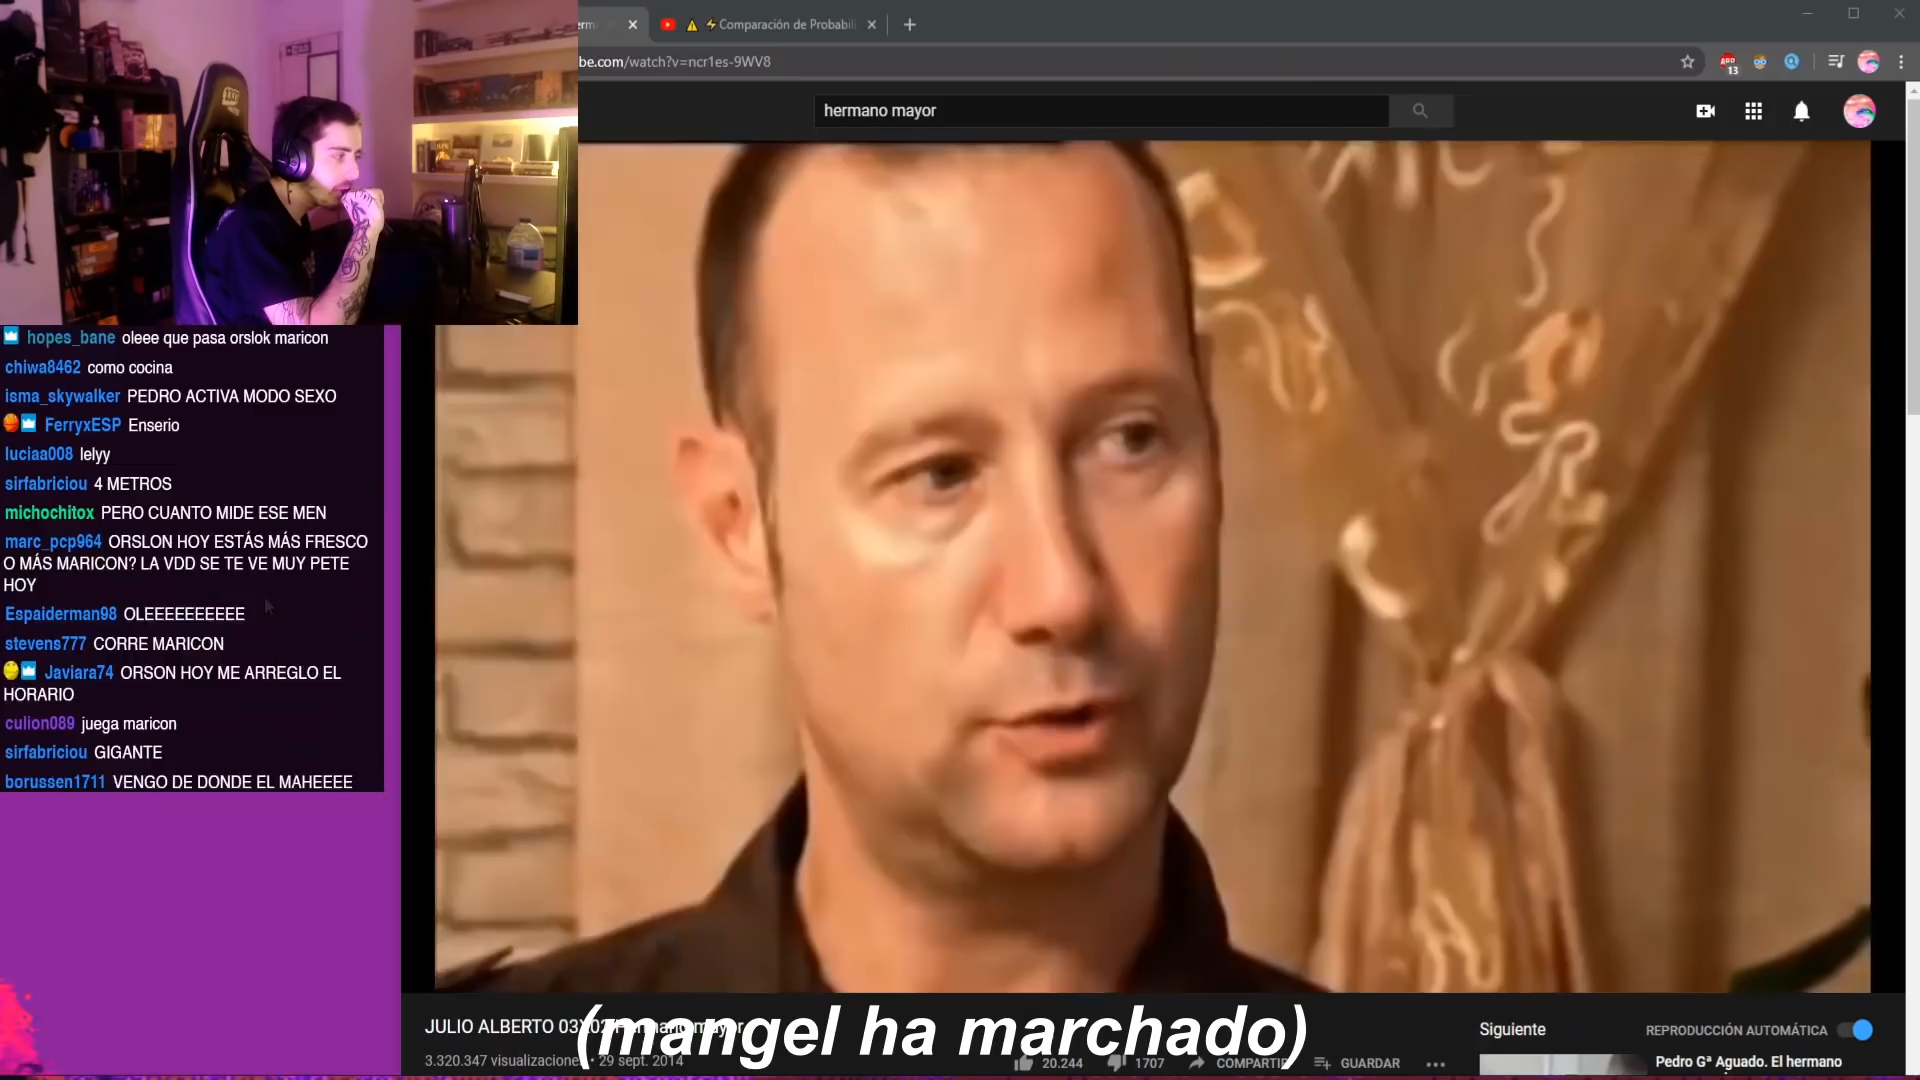 Comparación de Probabili
be.com/watch?v=ncr1es-9WV8
13
hermano mayor
hopes_bane oleee que pasa orslok maricon
chiwa8462 como cocina
isma_skywalker PEDRO ACTIVA MODO SEXO
FerryxESP Enserio
luciaa008 lelyy
sirfabriciou 4 METROS
michochitox PERO CUANTO MIDE ESE MEN
marc_pcp964 ORSLON HOY ESTÁS MÁS FRESCO
O MÁS MARICON? LA VDD SE TE VE MUY PETE
HOY
Espaiderman98 OLEEEEEEEEEE
stevens777 CORRE MARICON
Javiara74 ORSON HOY ME ARREGLO EL
HORARIO
culion089 juega maricon
sirfabriciou GIGANTE
borussen1711 VENGO DE DONDE EL MAHEEEE
JULIO ALBERTO
(mangel ha marchado)
3.320.347 visualizacione • 29 sept. 2014
20.244
1707
COMPARTIR
GUARDAR
Siguiente
REPRODUCCIÓN AUTOMÁTICA
Pedro Gª Aguado. El hermano